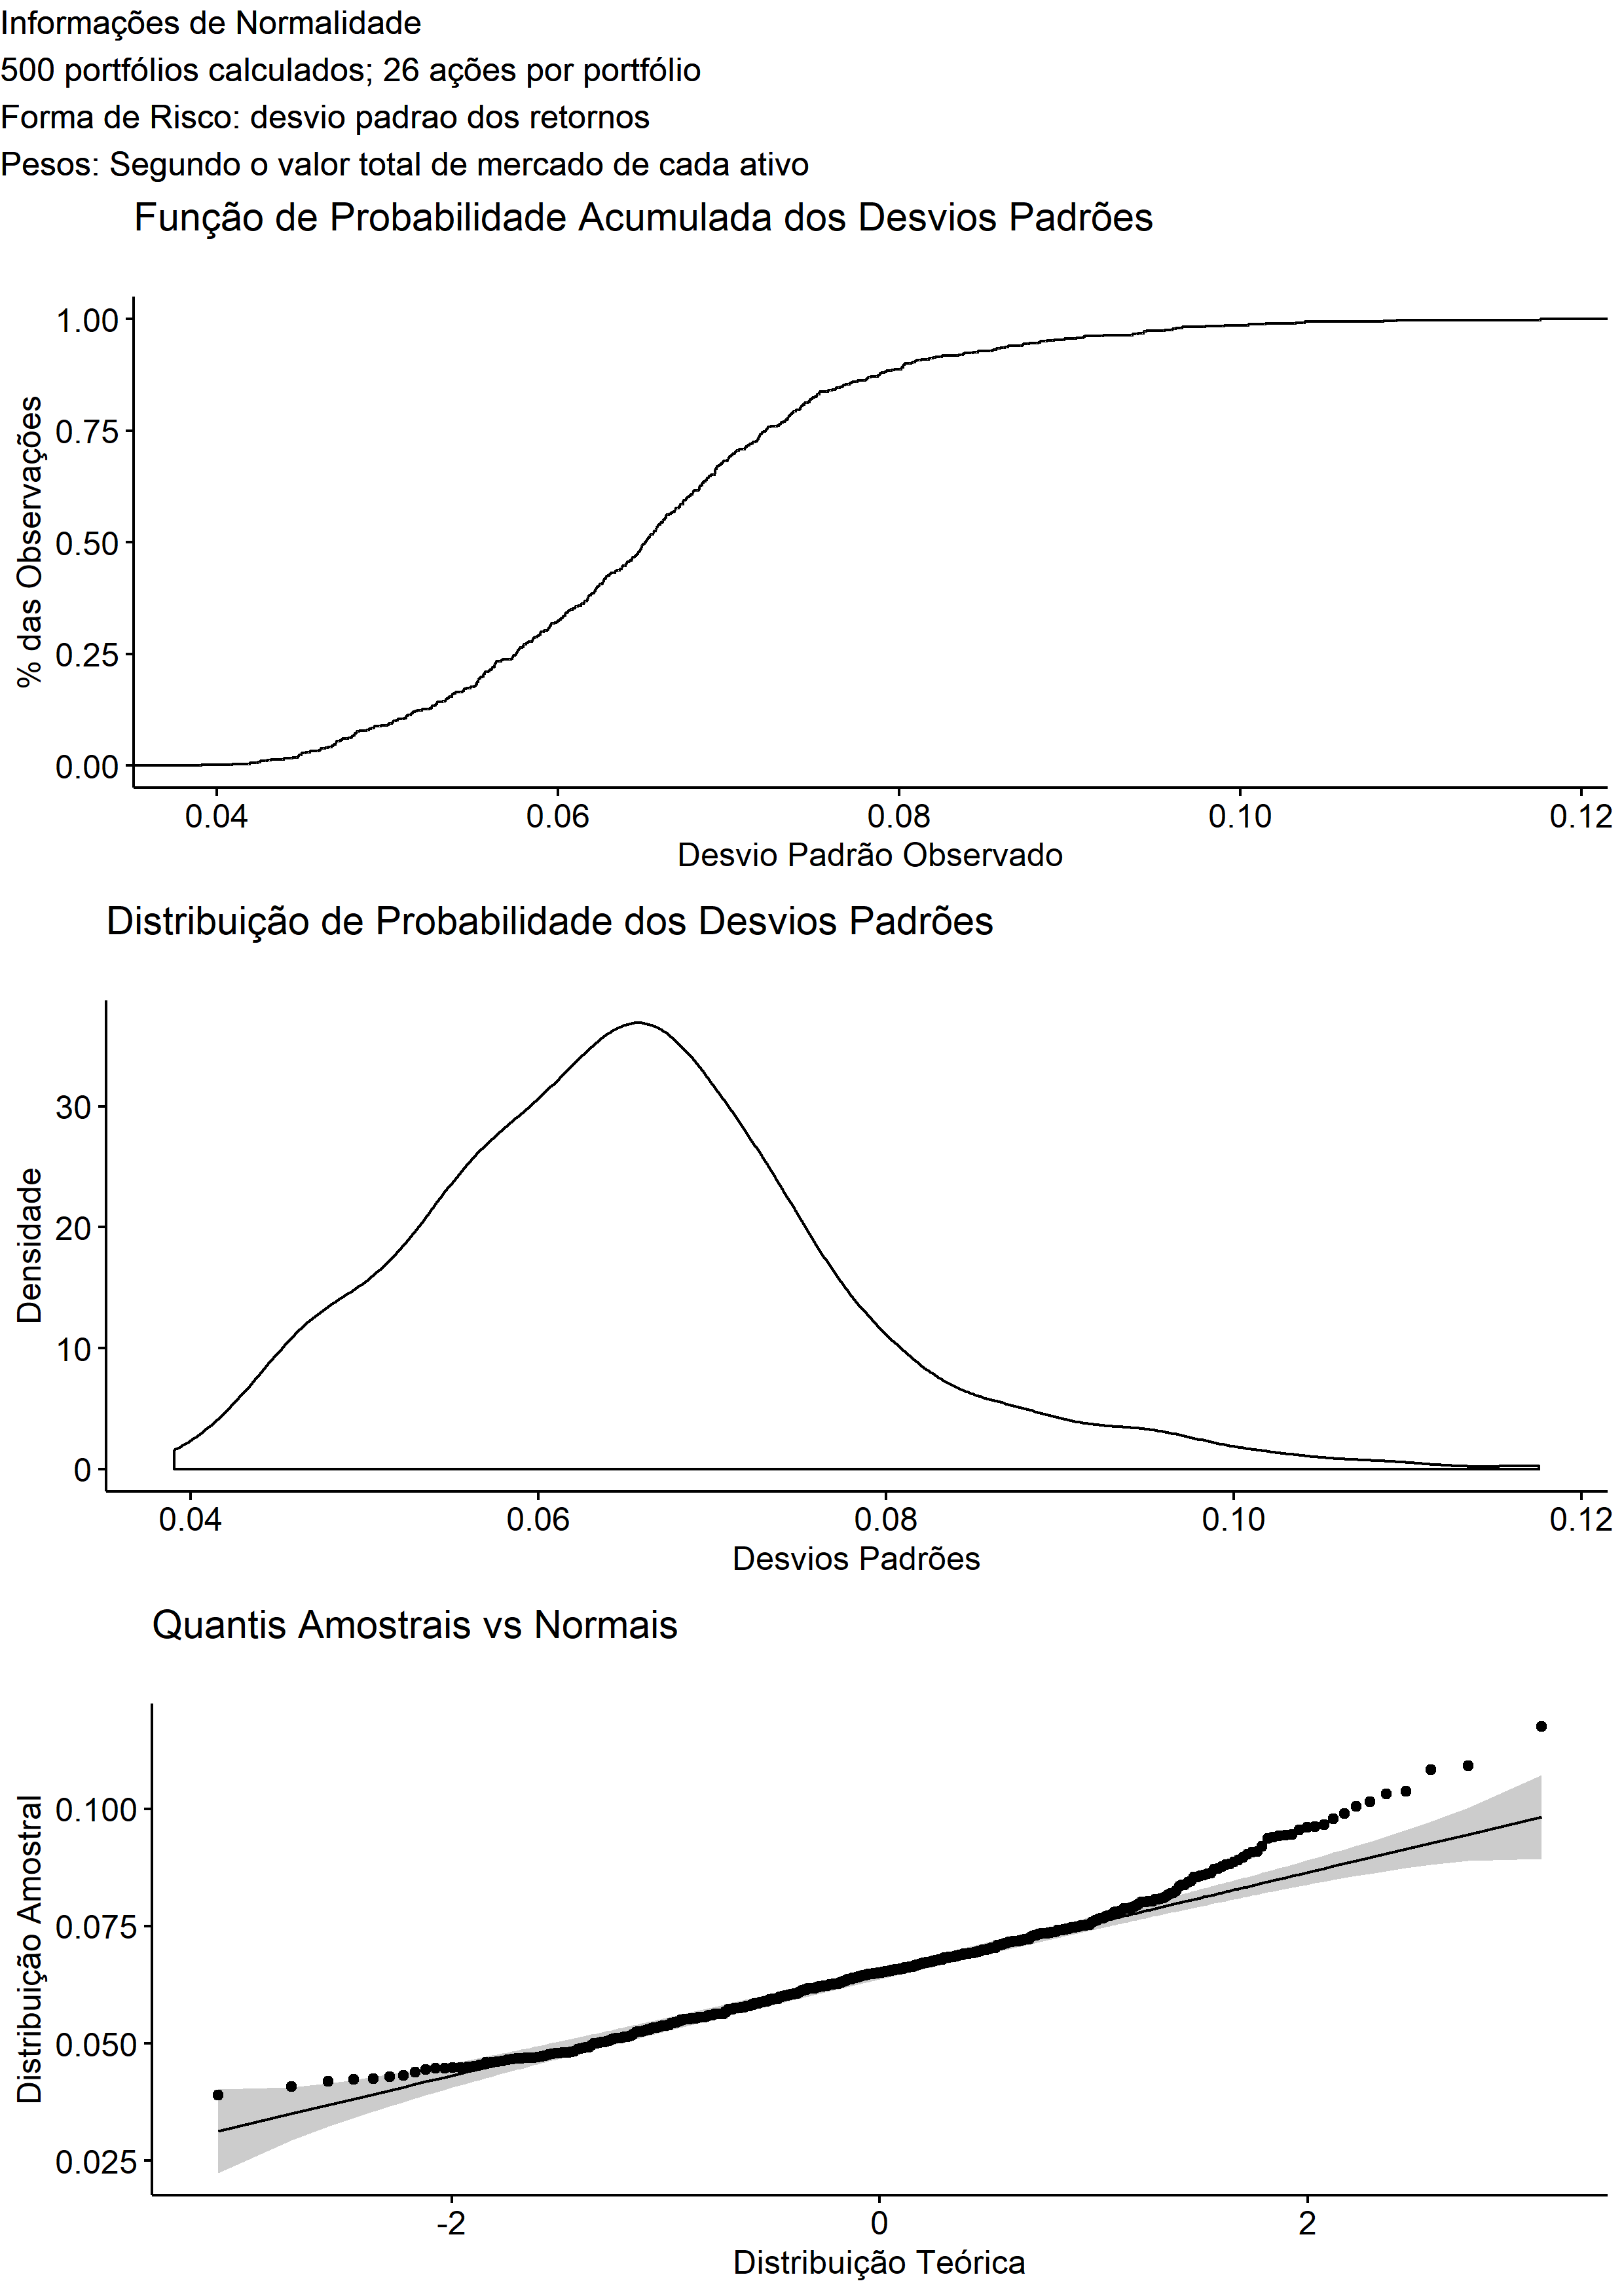 Informações de Normalidade
500 portfólios calculados; 26 ações por portfólio
Forma de Risco: desvio padrao dos retornos
Pesos: Segundo o valor total de mercado de cada ativo
Função de Probabilidade Acumulada dos Desvios Padrões
% das Observações
1.00
0.75
0.50
0.25
0.00
0.04 0.06 0.08 0.10 0.12
Desvio Padrão Observado
Distribuição de Probabilidade dos Desvios Padrões
Densidade
30
20
10
0
0.04 0.06 0.08 0.10 0.12
Desvios Padrões
Quantis Amostrais vs Normais
Distribuição Amostral
0.100
0.075
0.050
0.025
-2 0 2
Distribuição Teórica